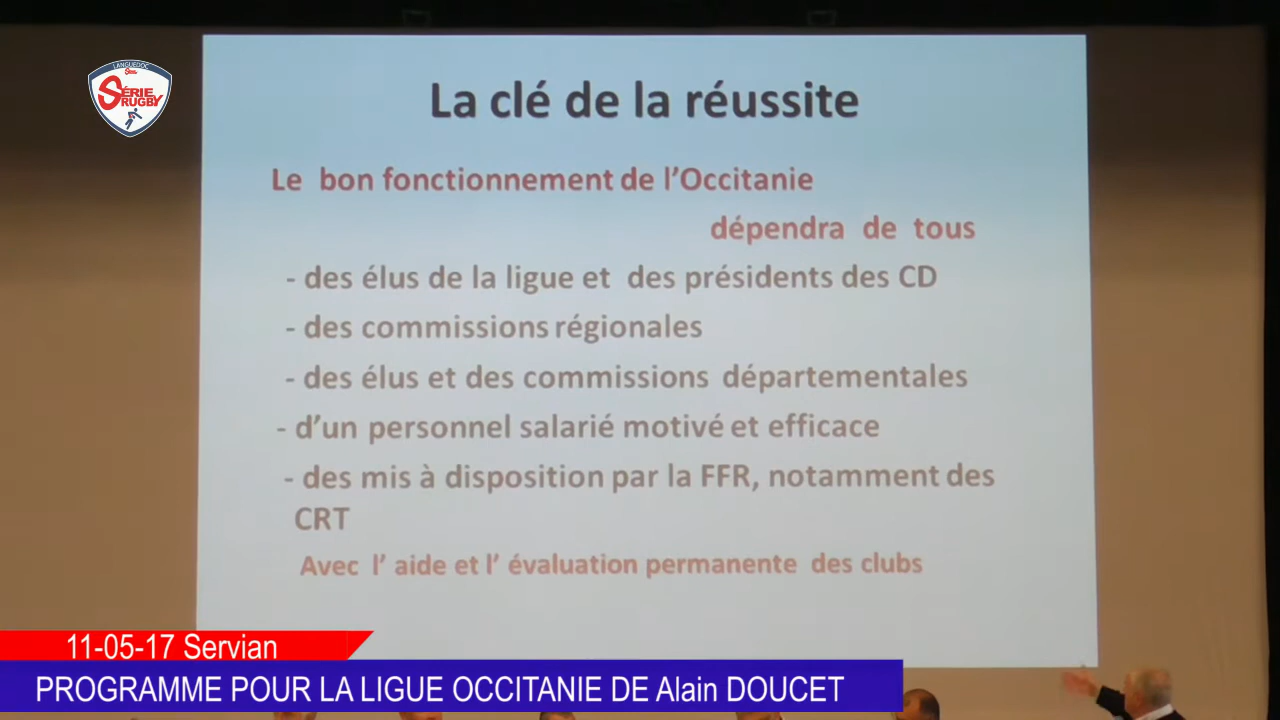 LANGUEDOC
SÉRIE
RUGBY
La clé de la réussite
Le bon fonctionnement de l'Occitanie
dépendra de tous
- des élus de la ligue et des présidents des CD
- des commissions régionales
- des élus et des commissions départementales
- d'un personnel salarié motivé et efficace
- des mis à disposition par la FFR, notamment des
CRT
Avec l' aide et l' évaluation permanente des clubs
11-05-17 Servian
PROGRAMME POUR LA LIGUE OCCITANIE DE Alain DOUCET